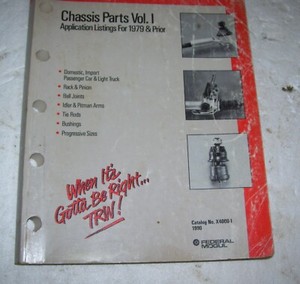 Chassis Parts Vol. I
Application Listings For 1979 & Prior
• Domestic, Import
Passenger Car & Light Truck
• Rack & Pinion
• Ball Joints
• Idler & Pitman Arms
• Tie Rods
• Bushings
• Progressive Sizes
When It's
Gotta Be Right...
TRW!
Catalog No. X4000-1
1990
FEDERAL
MOGUL